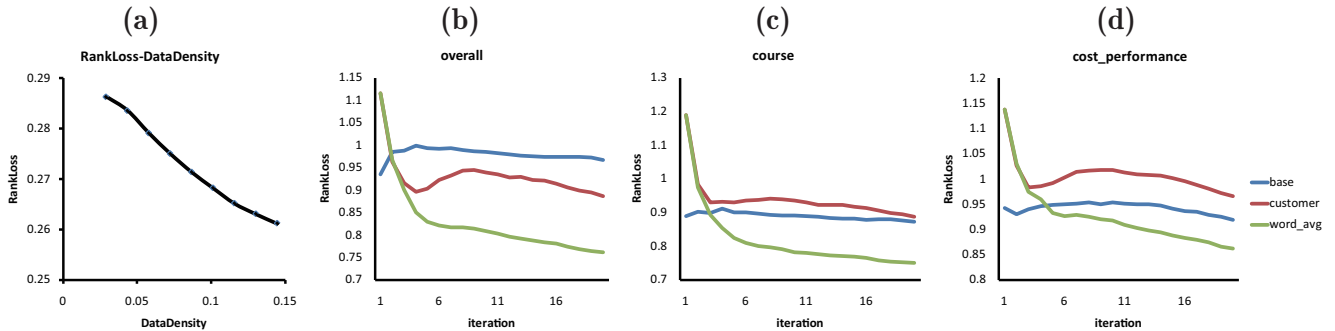 (a) (b) (c) (d)
RankLoss-DataDensity
RankLoss
0.29
0.28
0.27
0.26
0.25
0 0.05 0.1 0.15
DataDensity
overall
RankLoss
1.15
1.1
1.05
1
0.95
0.9
0.85
0.8
0.75
0.7
1 6 11 16
iteration
course
RankLoss
1.3
1.2
1.1
1
0.9
0.8
0.7
1 6 11 16
iteration
cost_performance
RankLoss
1.2
1.15
1.1
1.05
1
0.95
0.9
0.85
0.8
1 6 11 16
iteration
base
customer
word_avg